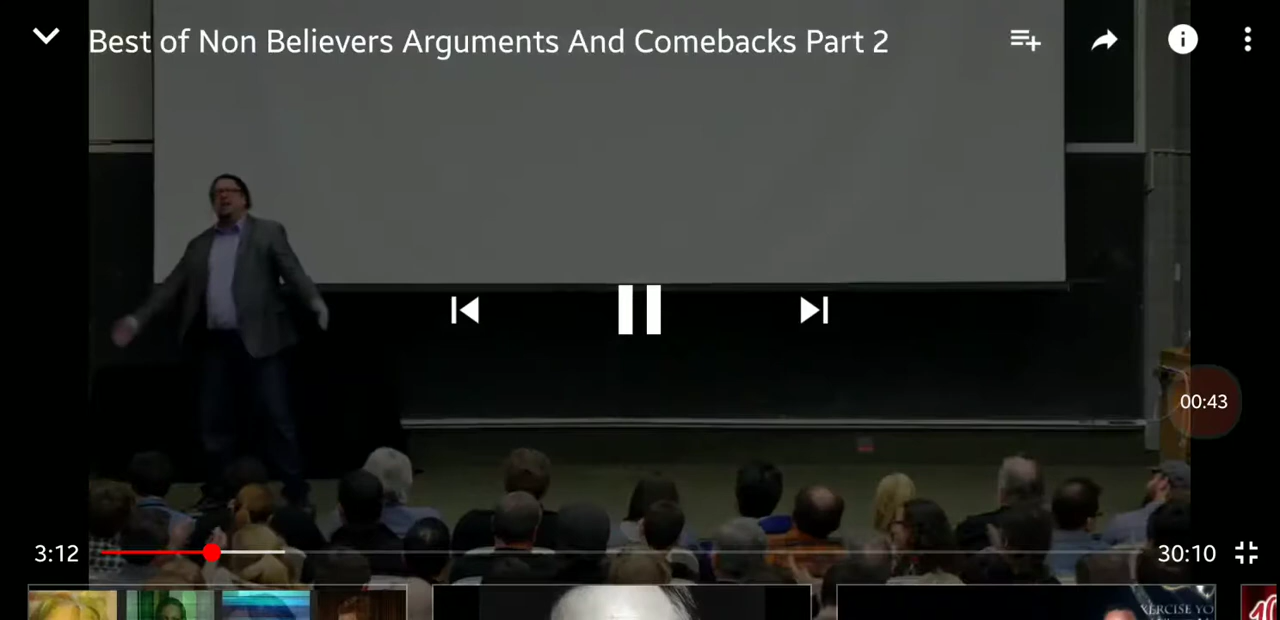 Best of Non Believers Arguments And Comebacks Part 2
00:43
3:12
30:10
XERCISE YO